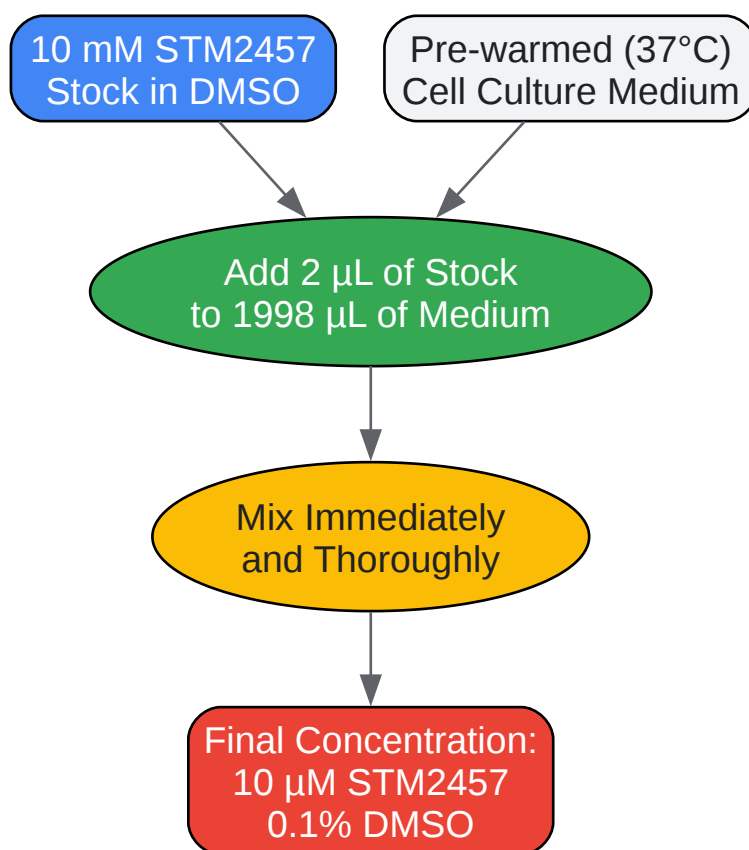 10 mM STM2457
Stock in DMSO
Pre-warmed (37°C)
Cell Culture Medium
Add 2 µL of Stock
to 1998 µL of Medium
Mix Immediately
and Thoroughly
Final Concentration:
10 µM STM2457
0.1% DMSO